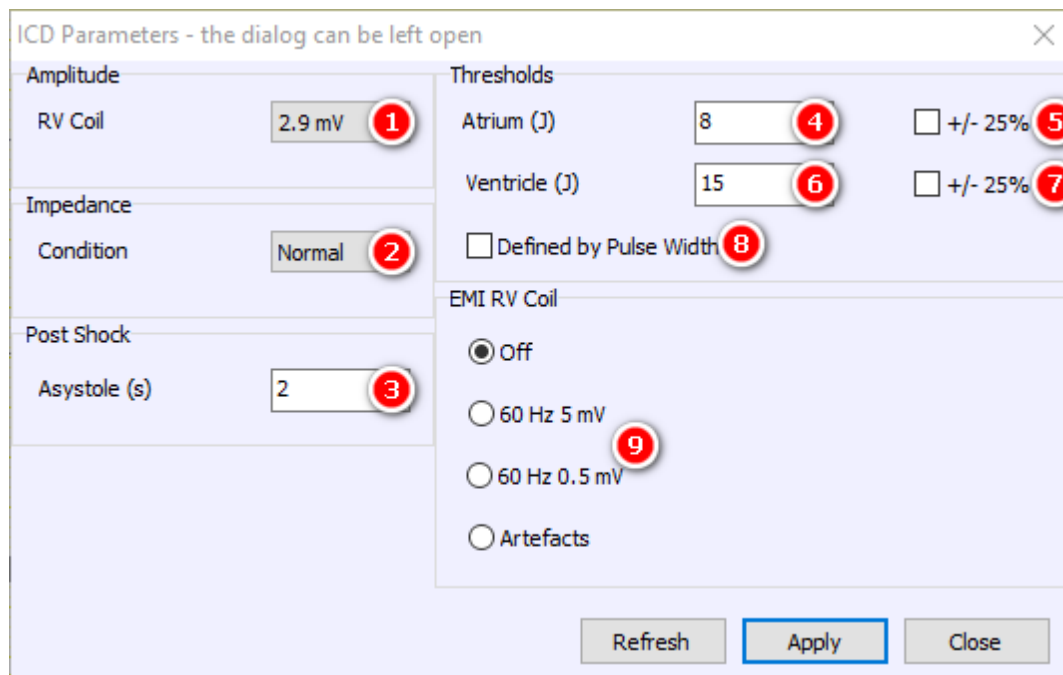 ICD Parameters - the dialog can be left open
Amplitude
RV Coil 2.9 mV 1
Impedance
Condition Normal 2
Post Shock
Asystole (s) 2 3
Thresholds
Atrium (J) 8 4 +/- 25% 5
Ventricle (J) 15 6 +/- 25% 7
Defined by Pulse Width 8
EMI RV Coil
Off
60 Hz 5 mV
9
60 Hz 0.5 mV
Artefacts
Refresh Apply Close